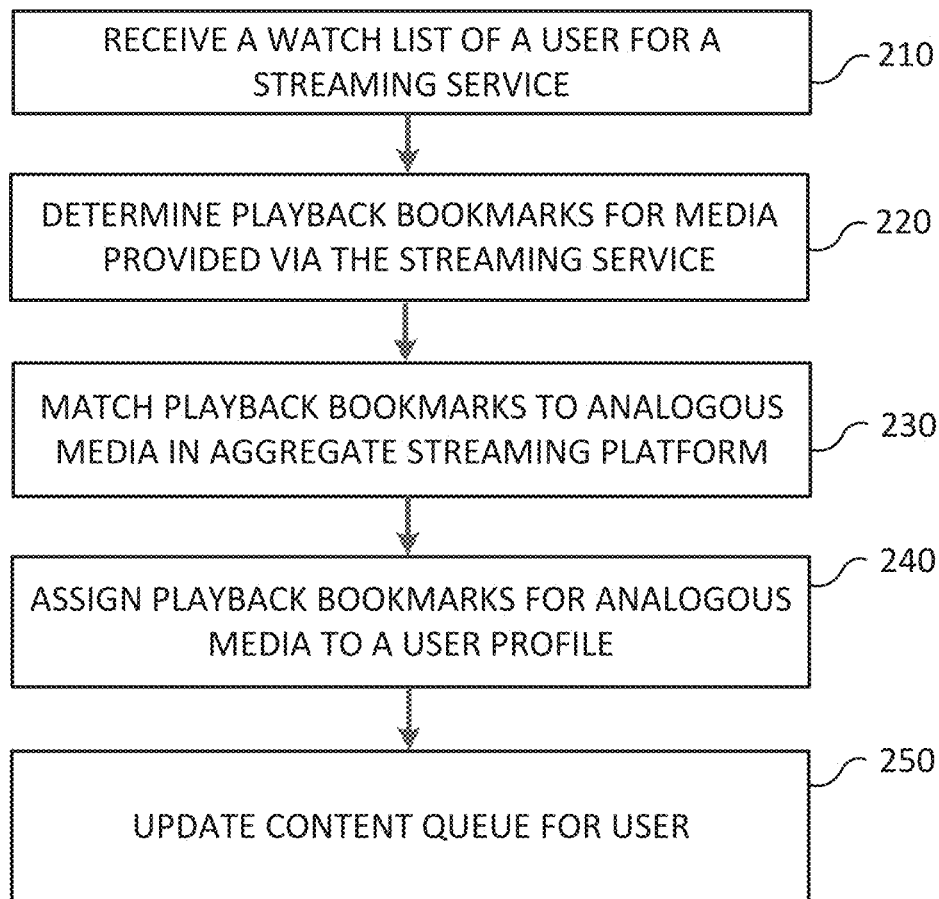 RECEIVE A WATCH LIST OF A USER FOR A
STREAMING SERVICE
210
DETERMINE PLAYBACK BOOKMARKS FOR MEDIA
PROVIDED VIA THE STREAMING SERVICE
220
MATCH PLAYBACK BOOKMARKS TO ANALOGOUS
MEDIA IN AGGREGATE STREAMING PLATFORM
230
ASSIGN PLAYBACK BOOKMARKS FOR ANALOGOUS
MEDIA TO A USER PROFILE
240
UPDATE CONTENT QUEUE FOR USER
250